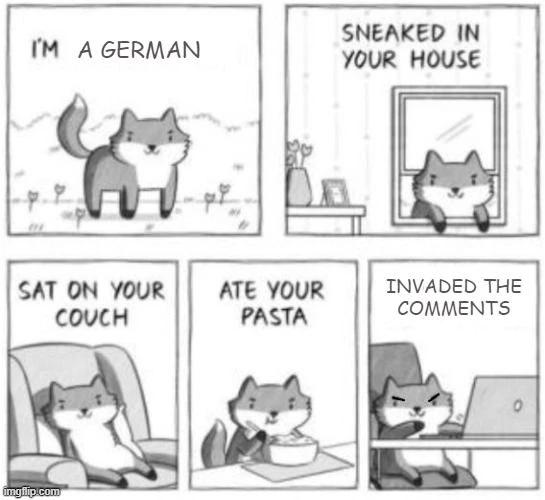 I'M A GERMAN
SNEAKED IN
YOUR HOUSE
SAT ON YOUR
COUCH
ATE YOUR
PASTA
INVADED THE
COMMENTS
imgflip.com